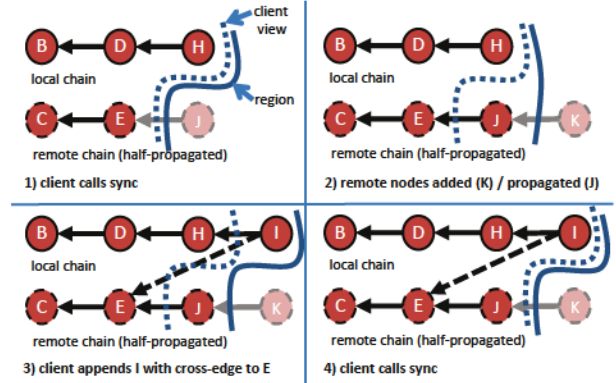 client
view
B D H
local chain
C E J
region
remote chain (half-propagated)
1) client calls sync
B D H
local chain
C E J K
remote chain (half-propagated)
2) remote nodes added (K) / propagated (J)
B D H I
local chain
C E J K
remote chain (half-propagated)
3) client appends I with cross-edge to E
B D H I
local chain
C E J K
remote chain (half-propagated)
4) client calls sync